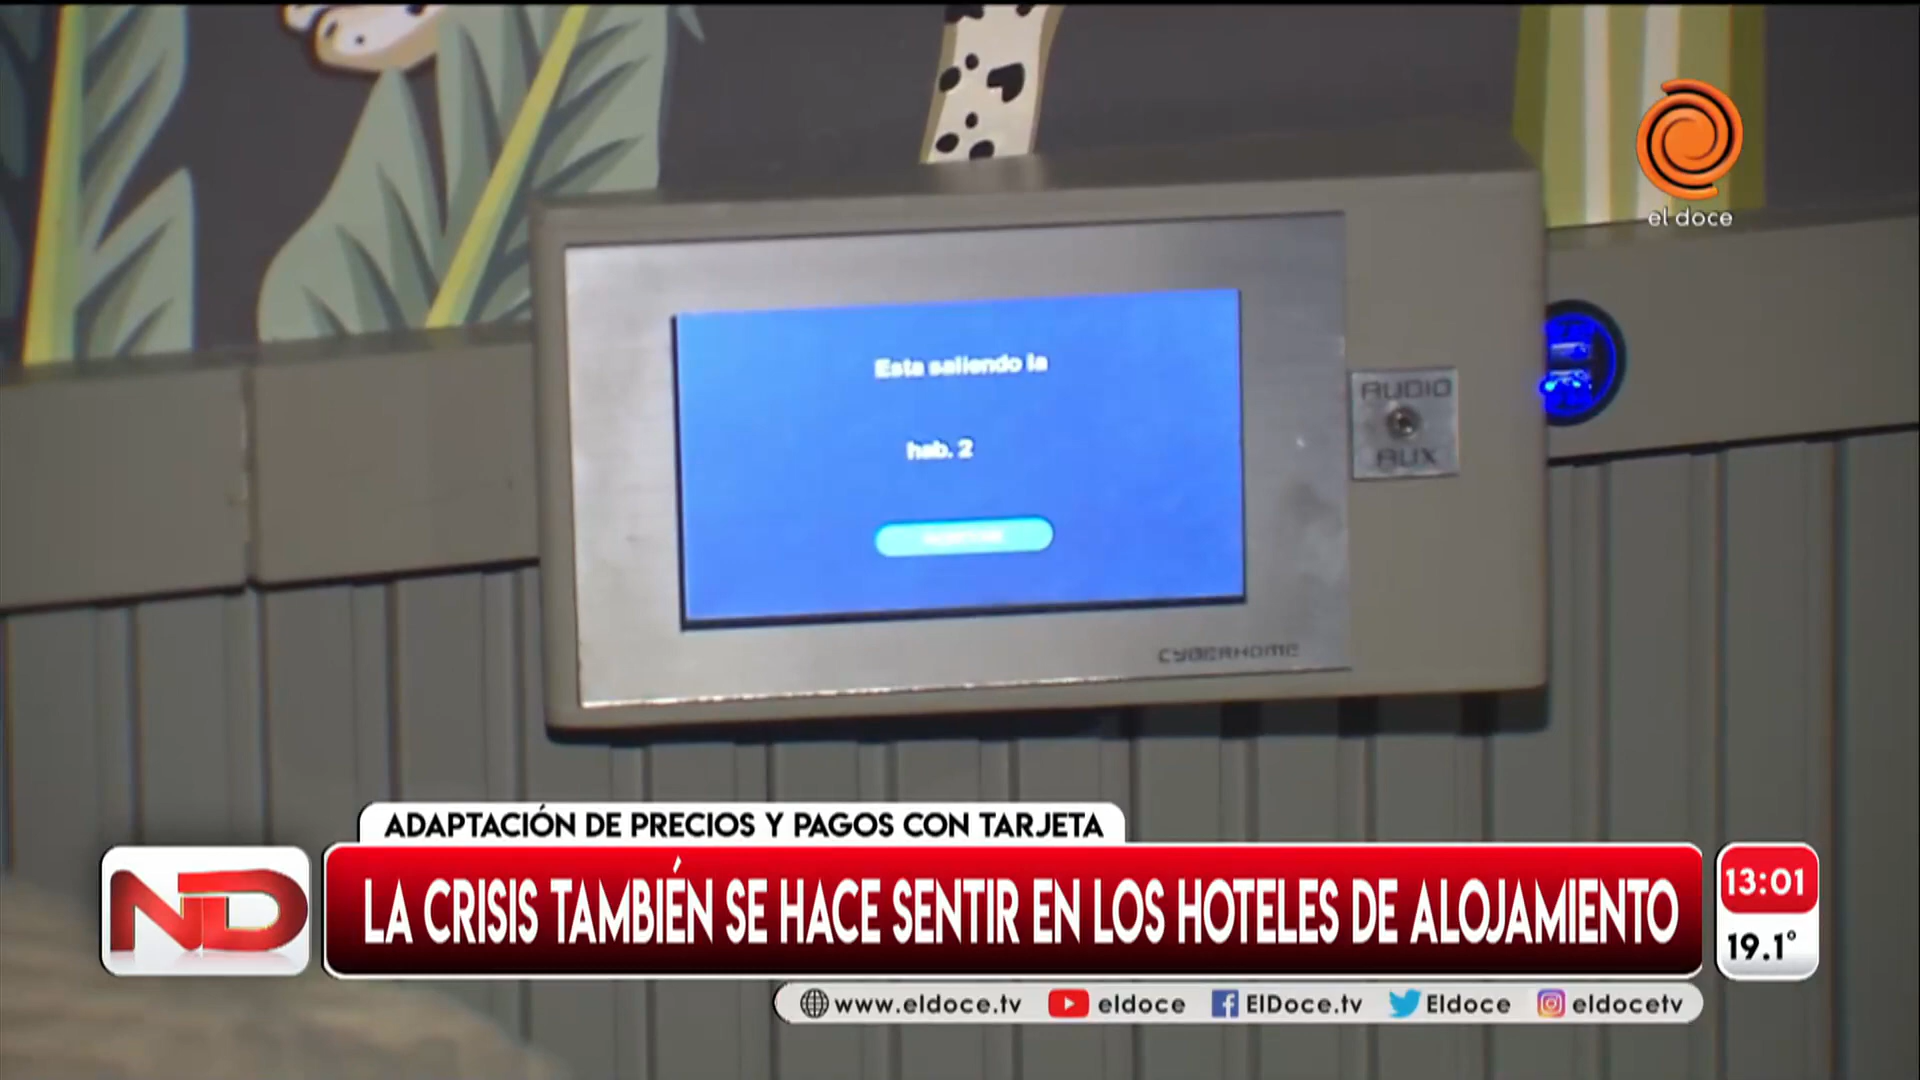 el doce
Esta saliendo la
hab. 2
AUDIO
AUX
CYBERHOME
ADAPTACIÓN DE PRECIOS Y PAGOS CON TARJETA
ND
LA CRISIS TAMBIÉN SE HACE SENTIR EN LOS HOTELES DE ALOJAMIENTO
13:01
19.1°
www.eldoce.tv eldoce ElDoce.tv Eldoce eldocetv